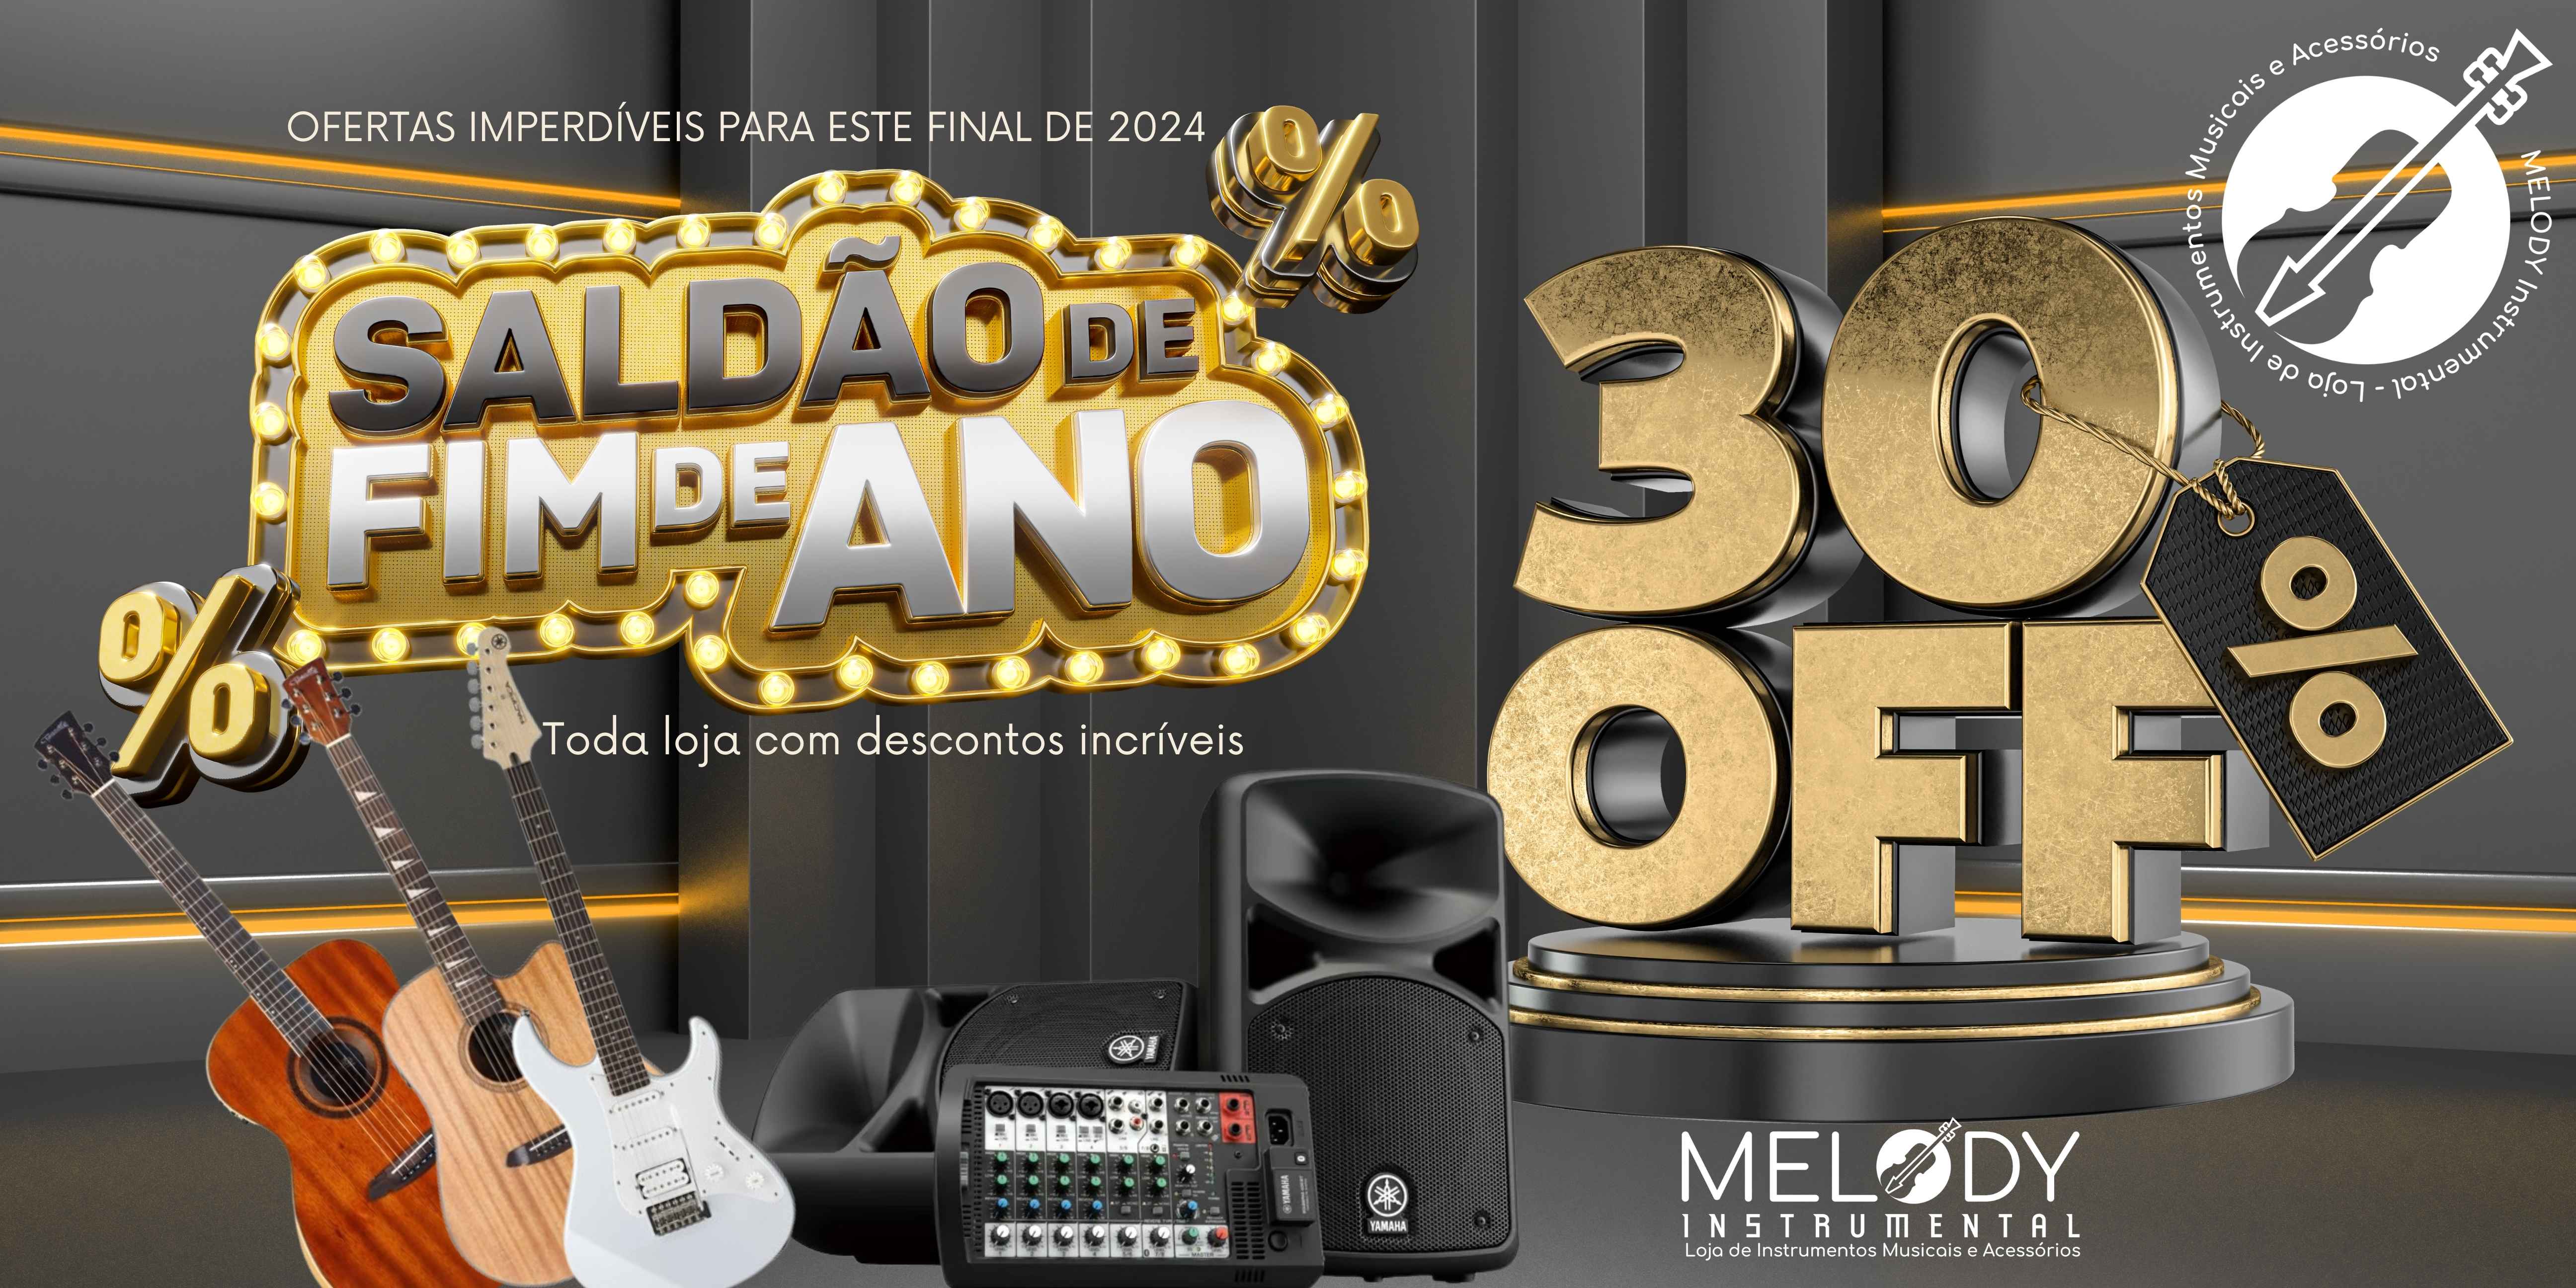 OFERTAS IMPERDÍVEIS PARA ESTE FINAL DE 2024
%
SALDÃO DE
FIM DE ANO
%
Toda loja com descontos incríveis
30
%
OFF
MELODY Instrumental - Loja de Instrumentos Musicais e Acessórios
YAMAHA
YAMAHA
YAMAHA
MELODY
INSTRUMENTAL
Loja de Instrumentos Musicais e Acessórios